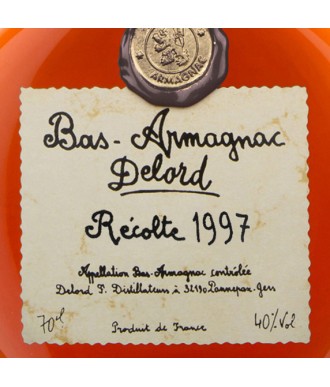 ARMAGNAC
Bas-Armagnac
Delord
Récolte 1997
Appellation Bas-Armagnac contrôlée
Delord F. Distillateurs à 32190 Lannepax-Gers
70cl
40% Vol
Produit de France